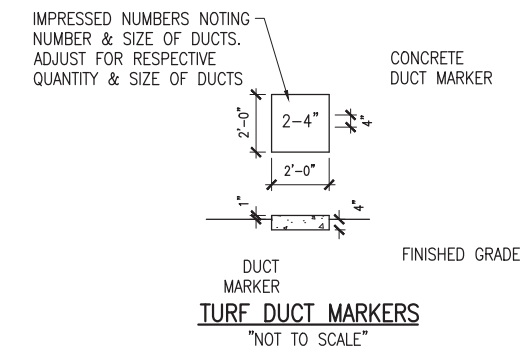 IMPRESSED NUMBERS NOTING
NUMBER & SIZE OF DUCTS.
ADJUST FOR RESPECTIVE
QUANTITY & SIZE OF DUCTS
CONCRETE
DUCT MARKER
2'-0"
2-4"
4"
2'-0"
1"
4"
FINISHED GRADE
DUCT
MARKER
TURF DUCT MARKERS
"NOT TO SCALE"